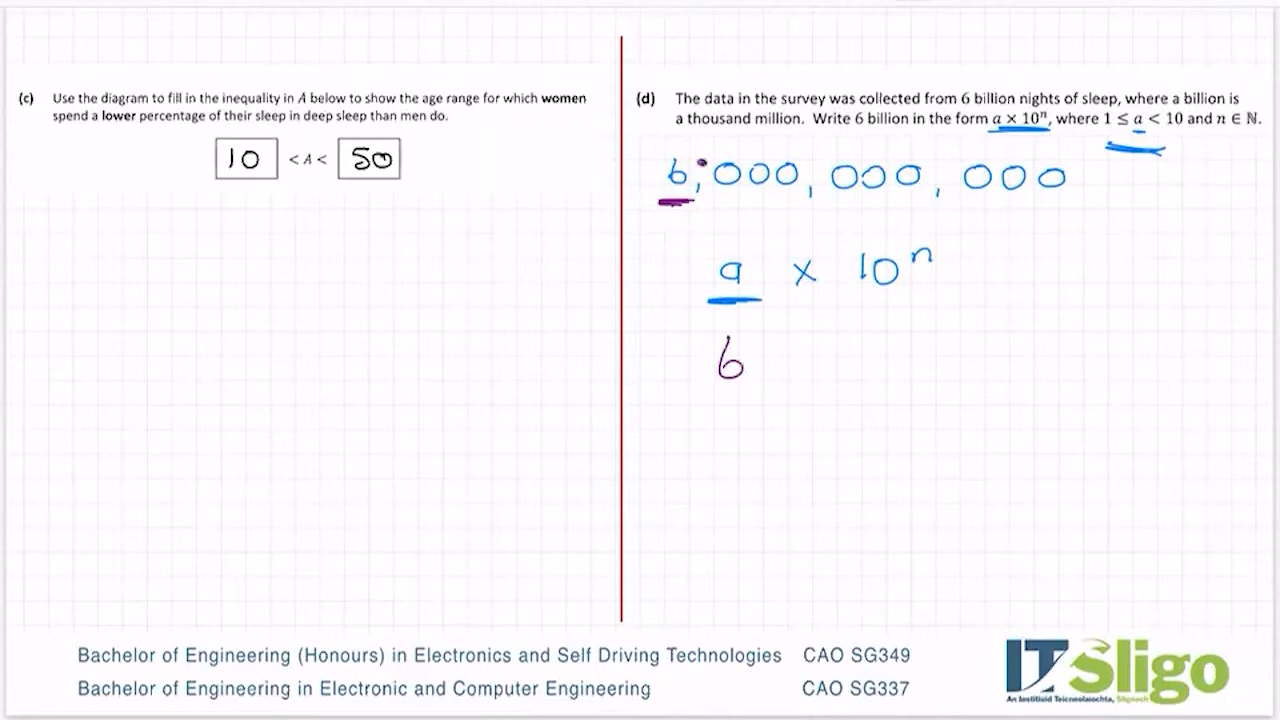 (c) Use the diagram to fill in the inequality in A below to show the age range for which women
spend a lower percentage of their sleep in deep sleep than men do.
10 < A < 50
(d) The data in the survey was collected from 6 billion nights of sleep, where a billion is
a thousand million. Write 6 billion in the form a × 10ⁿ, where 1 ≤ a < 10 and n ∈ ℕ.
6,000,000,000
a × 10ⁿ
6
Bachelor of Engineering (Honours) in Electronics and Self Driving Technologies CAO SG349
Bachelor of Engineering in Electronic and Computer Engineering CAO SG337
IT Sligo
An Institiúid Teicneolaíochta, Sligeach